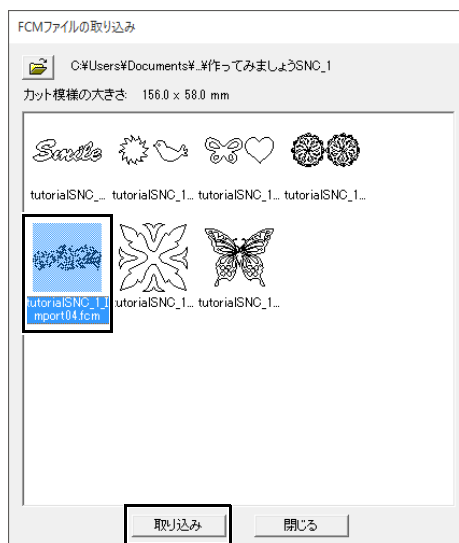 FCMファイルの取り込み
C:¥Users¥Documents¥..¥作ってみましょうSNC_1
カット模様の大きさ 156.0 x 58.0 mm
Smile
tutorialSNC_... tutorialSNC_1... tutorialSNC_1... tutorialSNC_1...
tutorialSNC_1_I
mport04.fcm
tutorialSNC_1... tutorialSNC_1...
取り込み 閉じる